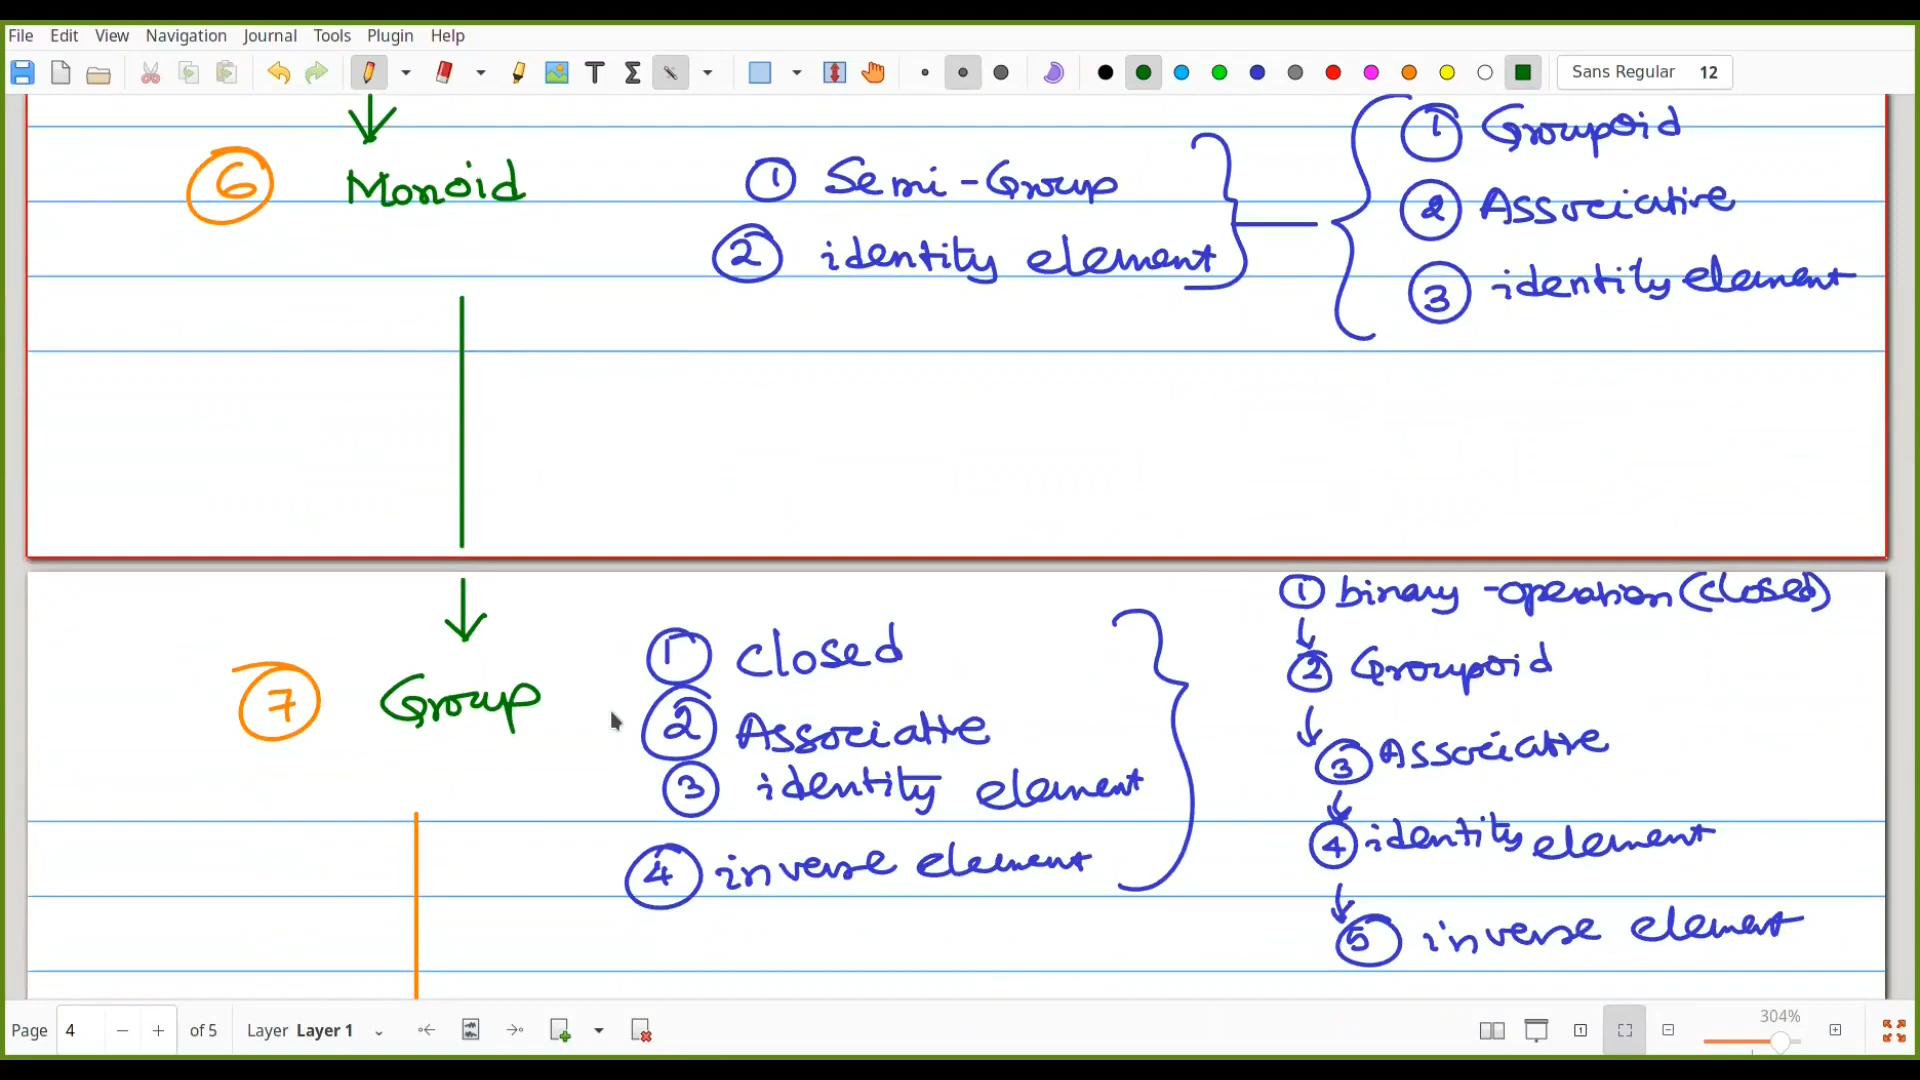 File Edit View Navigation Journal Tools Plugin Help
Sans Regular 12
6 Monoid
1 Semi-Group
2 identity element
1 Groupoid
2 Associative
3 identity element
7 Group
1 closed
2 Associative
3 identity element
4 inverse element
1 binary-operation (closed)
2 Groupoid
3 Associative
4 identity element
5 inverse element
Page 4 of 5 Layer Layer 1
304%